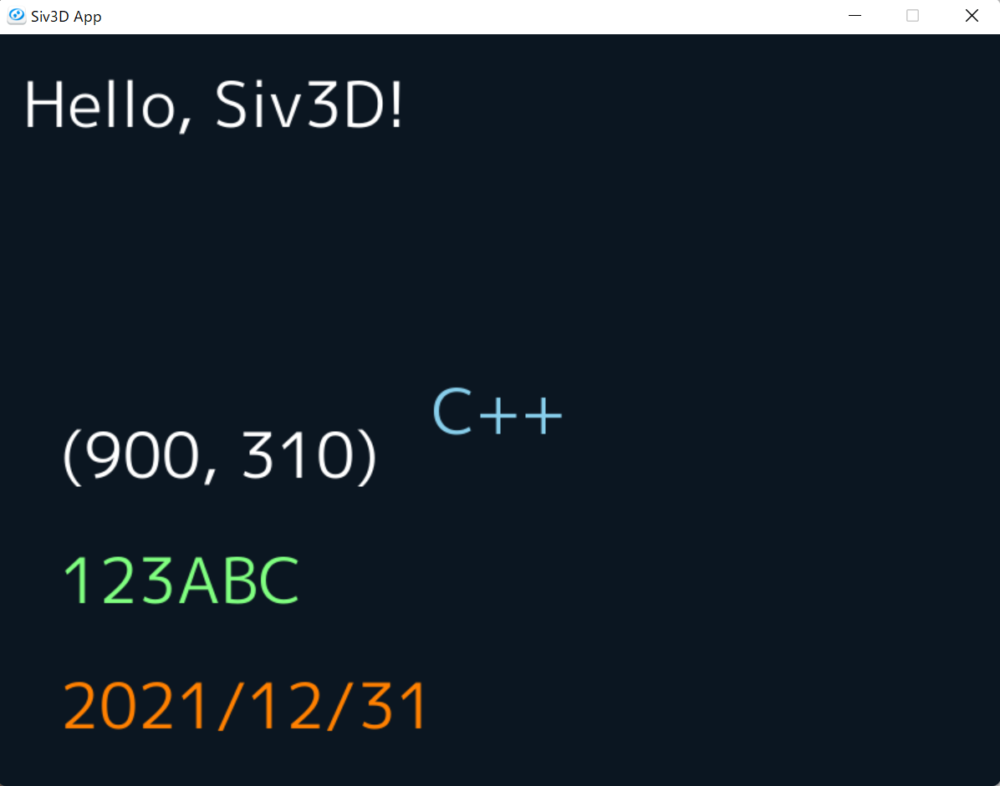 Siv3D App
Hello, Siv3D!
C++
(900, 310)
123ABC
2021/12/31